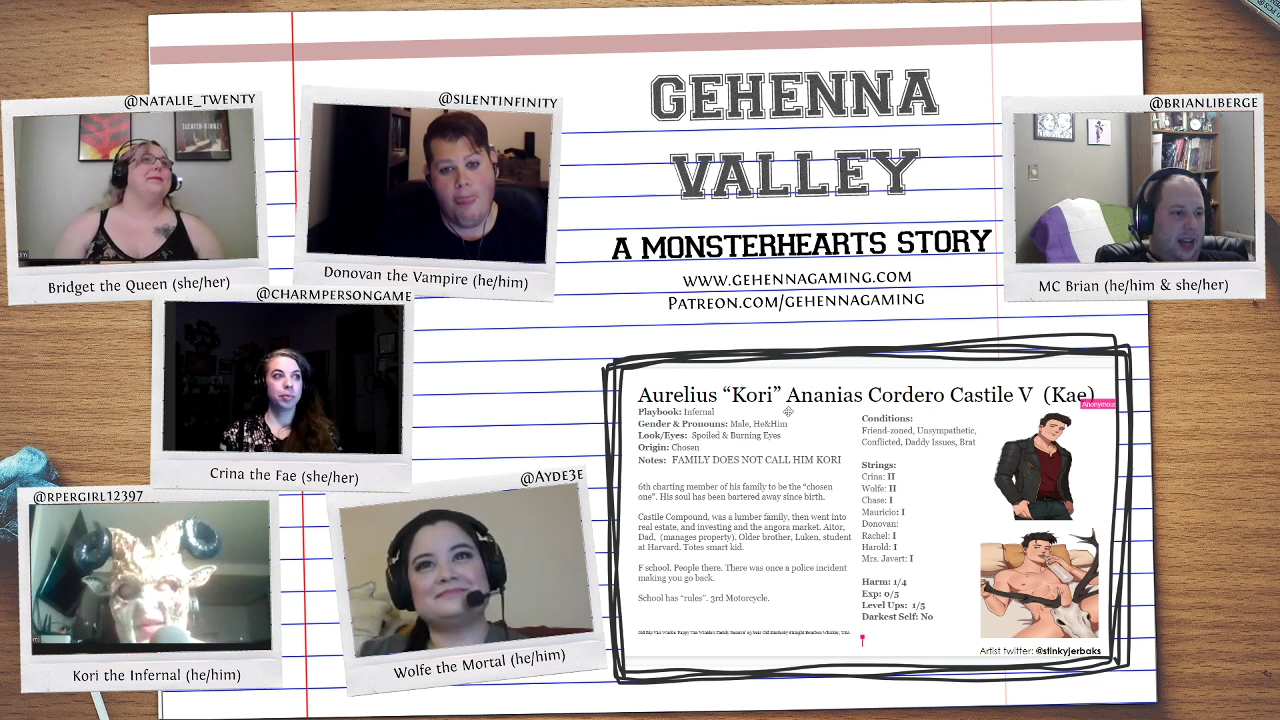 @NATALIE_TWENTY
SLEATER-KINNEY
Bridget the Queen (she/her)
@SILENTINFINITY
Donovan the Vampire (he/him)
@CHARMPERSONGAME
Crina the Fae (she/her)
@RPERGIRL12397
Kori the Infernal (he/him)
@AYDE3E
Wolfe the Mortal (he/him)
GEHENNA
VALLEY
A MONSTERHEARTS STORY
WWW.GEHENNAGAMING.COM
PATREON.COM/GEHENNAGAMING
@BRIANLIBERGE
MC Brian (he/him & she/her)
Aurelius “Kori” Ananias Cordero Castile V (Kae)
Anonymous
Playbook: Infernal
Gender & Pronouns: Male, He&Him
Look/Eyes: Spoiled & Burning Eyes
Origin: Chosen
Notes: FAMILY DOES NOT CALL HIM KORI
6th charting member of his family to be the “chosen
one”. His soul has been bartered away since birth.
Castile Compound, was a lumber family, then went into
real estate, and investing and the angora market. Aitor,
Dad, (manages property). Older brother, Luken, student
at Harvard. Totes smart kid.
F school. People there. There was once a police incident
making you go back.
School has “rules”. 3rd Motorcycle.
Conditions:
Friend-zoned, Unsympathetic,
Conflicted, Daddy Issues, Brat
Strings:
Crina: II
Wolfe: II
Chase: I
Mauricio: I
Donovan:
Rachel: I
Harold: I
Mrs. Javert: I
Harm: 1/4
Exp: 0/5
Level Ups: 1/5
Darkest Self: No
Artist twitter: @stinkyjerbaks